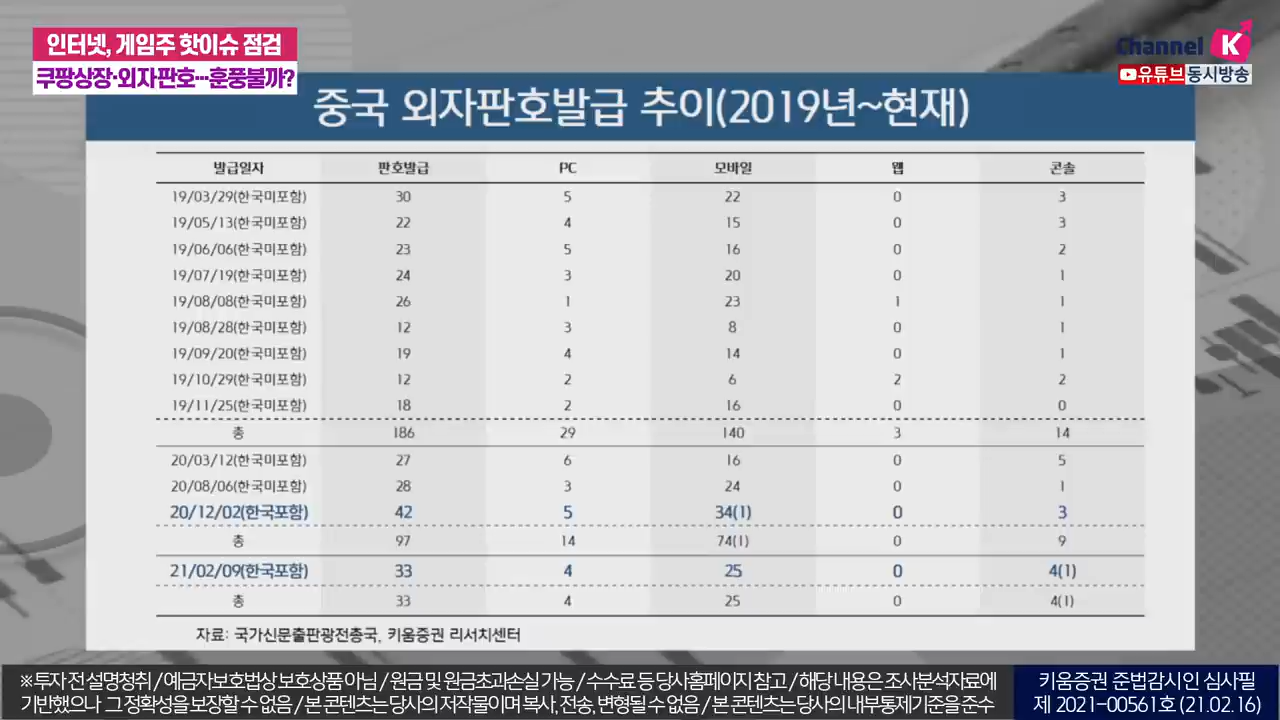 인터넷, 게임주 핫이슈 점검
쿠팡상장·외자판호…훈풍불까?
Channel K
유튜브 동시방송
중국 외자판호발급 추이(2019년~현재)
발급일자 판호발급 PC 모바일 웹 콘솔
19/03/29(한국미포함) 30 5 22 0 3
19/05/13(한국미포함) 22 4 15 0 3
19/06/06(한국미포함) 23 5 16 0 2
19/07/19(한국미포함) 24 3 20 0 1
19/08/08(한국미포함) 26 1 23 1 1
19/08/28(한국미포함) 12 3 8 0 1
19/09/20(한국미포함) 19 4 14 0 1
19/10/29(한국미포함) 12 2 6 2 2
19/11/25(한국미포함) 18 2 16 0 0
총 186 29 140 3 14
20/03/12(한국미포함) 27 6 16 0 5
20/08/06(한국미포함) 28 3 24 0 1
20/12/02(한국포함) 42 5 34(1) 0 3
총 97 14 74(1) 0 9
21/02/09(한국포함) 33 4 25 0 4(1)
총 33 4 25 0 4(1)
자료: 국가신문출판광전총국, 키움증권 리서치센터
※ 투자 전 설명청취 / 예금자보호법상 보호상품 아님 / 원금 및 원금초과손실 가능 / 수수료 등 당사홈페이지 참고 / 해당 내용은 조사분석자료에
기반했으나 그 정확성을 보장할 수 없음 / 본 콘텐츠는 당사의 저작물이며 복사, 전송, 변형될 수 없음 / 본 콘텐츠는 당사의 내부통제기준을 준수
키움증권 준법감시인 심사필
제 2021-00561호 (21.02.16)